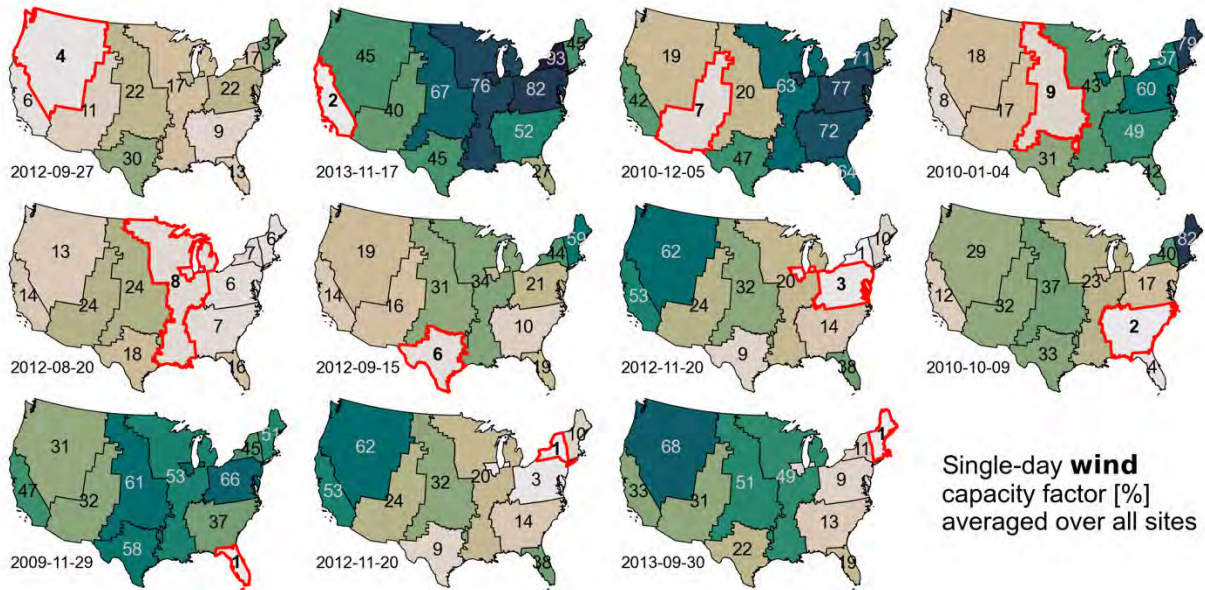 4 6 11 22 17 22 17 37 9 30 13
2012-09-27
45 2 40 67 76 93 45 82 52 45 27
2013-11-17
19 42 7 20 63 71 32 77 72 47 64
2010-12-05
18 8 17 9 43 57 79 60 49 31 42
2010-01-04
13 14 24 24 8 7 6 6 7 18 16
2012-08-20
19 14 16 31 34 44 59 21 10 6 19
2012-09-15
62 53 24 32 20 1 10 3 14 9 38
2012-11-20
29 12 32 37 23 40 82 17 2 33 4
2010-10-09
31 47 32 61 53 45 51 66 37 58 1
2009-11-29
62 53 24 32 20 1 10 3 14 9 38
2012-11-20
68 33 31 51 49 11 1 9 13 22 19
2013-09-30
Single-day wind
capacity factor [%]
averaged over all sites